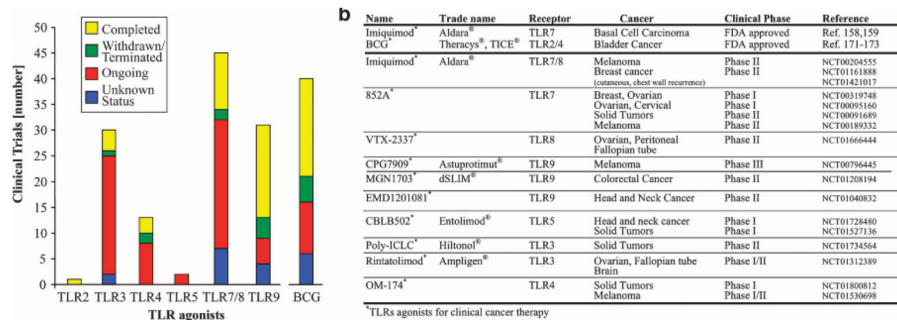 b
Completed
Withdrawn/
Terminated
Ongoing
Unknown
Status
Clinical Trials [number]
50
45
40
35
30
25
20
15
10
5
0
TLR2 TLR3 TLR4 TLR5 TLR7/8 TLR9 BCG
TLR agonists
Name Trade name Receptor Cancer Clinical Phase Reference
Imiquimod* Aldara® TLR7 Basal Cell Carcinoma FDA approved Ref. 158,159
BCG* Theracys®, TICE® TLR2/4 Bladder Cancer FDA approved Ref. 171-173
Imiquimod* Aldara® TLR7/8 Melanoma Phase II NCT00204555
Breast cancer Phase II NCT01161888
(cutaneous, chest wall recurrence) NCT01421017
852A* TLR7 Breast, Ovarian Phase I NCT00319748
Ovarian, Cervical Phase I NCT00095160
Solid Tumors Phase II NCT00091689
Melanoma Phase II NCT00189332
VTX-2337* TLR8 Ovarian, Peritoneal Phase II NCT01666444
Fallopian tube
CPG7909* Astuprotimut® TLR9 Melanoma Phase III NCT00796445
MGN1703* dSLIM® TLR9 Colorectal Cancer Phase II NCT01208194
EMD1201081* TLR9 Head and Neck Cancer Phase II NCT01040832
CBLB502* Entolimod® TLR5 Head and neck cancer Phase I NCT01728480
Solid Tumors Phase I NCT01527136
Poly-ICLC* Hiltonol® TLR3 Solid Tumors Phase II NCT01734564
Rintatolimod* Ampligen® TLR3 Ovarian, Fallopian tube Phase I/II NCT01312389
Brain
OM-174* TLR4 Solid Tumors Phase I NCT01800812
Melanoma Phase I/II NCT01530698
*TLRs agonists for clinical cancer therapy